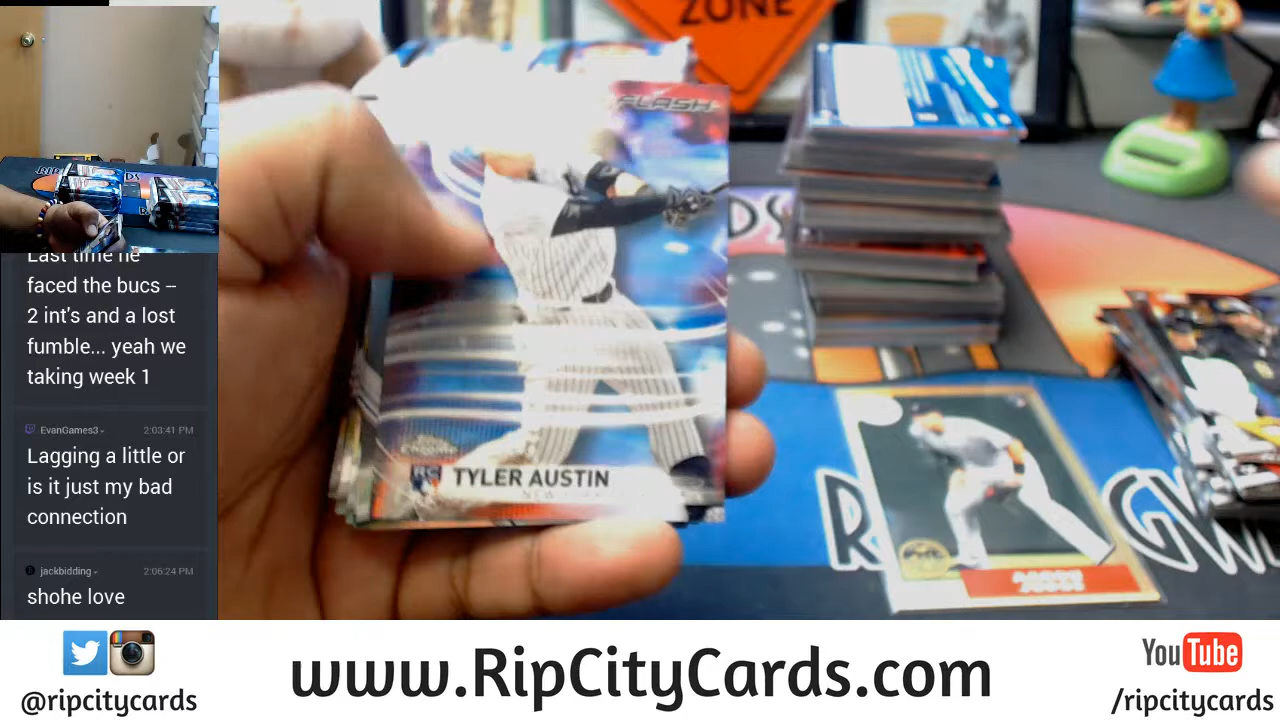 ZONE
FLASH
TYLER AUSTIN
NEW YORK
Last time he
faced the bucs –
2 int's and a lost
fumble... yeah we
taking week 1
EvanGames3 2:03:41 PM
Lagging a little or
is it just my bad
connection
jackbidding 2:06:24 PM
shohe love
@ripcitycards
www.RipCityCards.com
YouTube
/ripcitycards